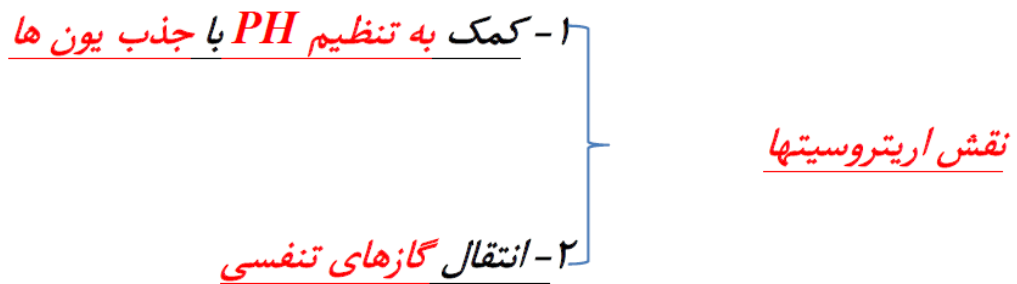 نقش اریتروسیتها
۱- کمک به تنظیم PH با جذب یون ها
۲- انتقال گازهای تنفسی